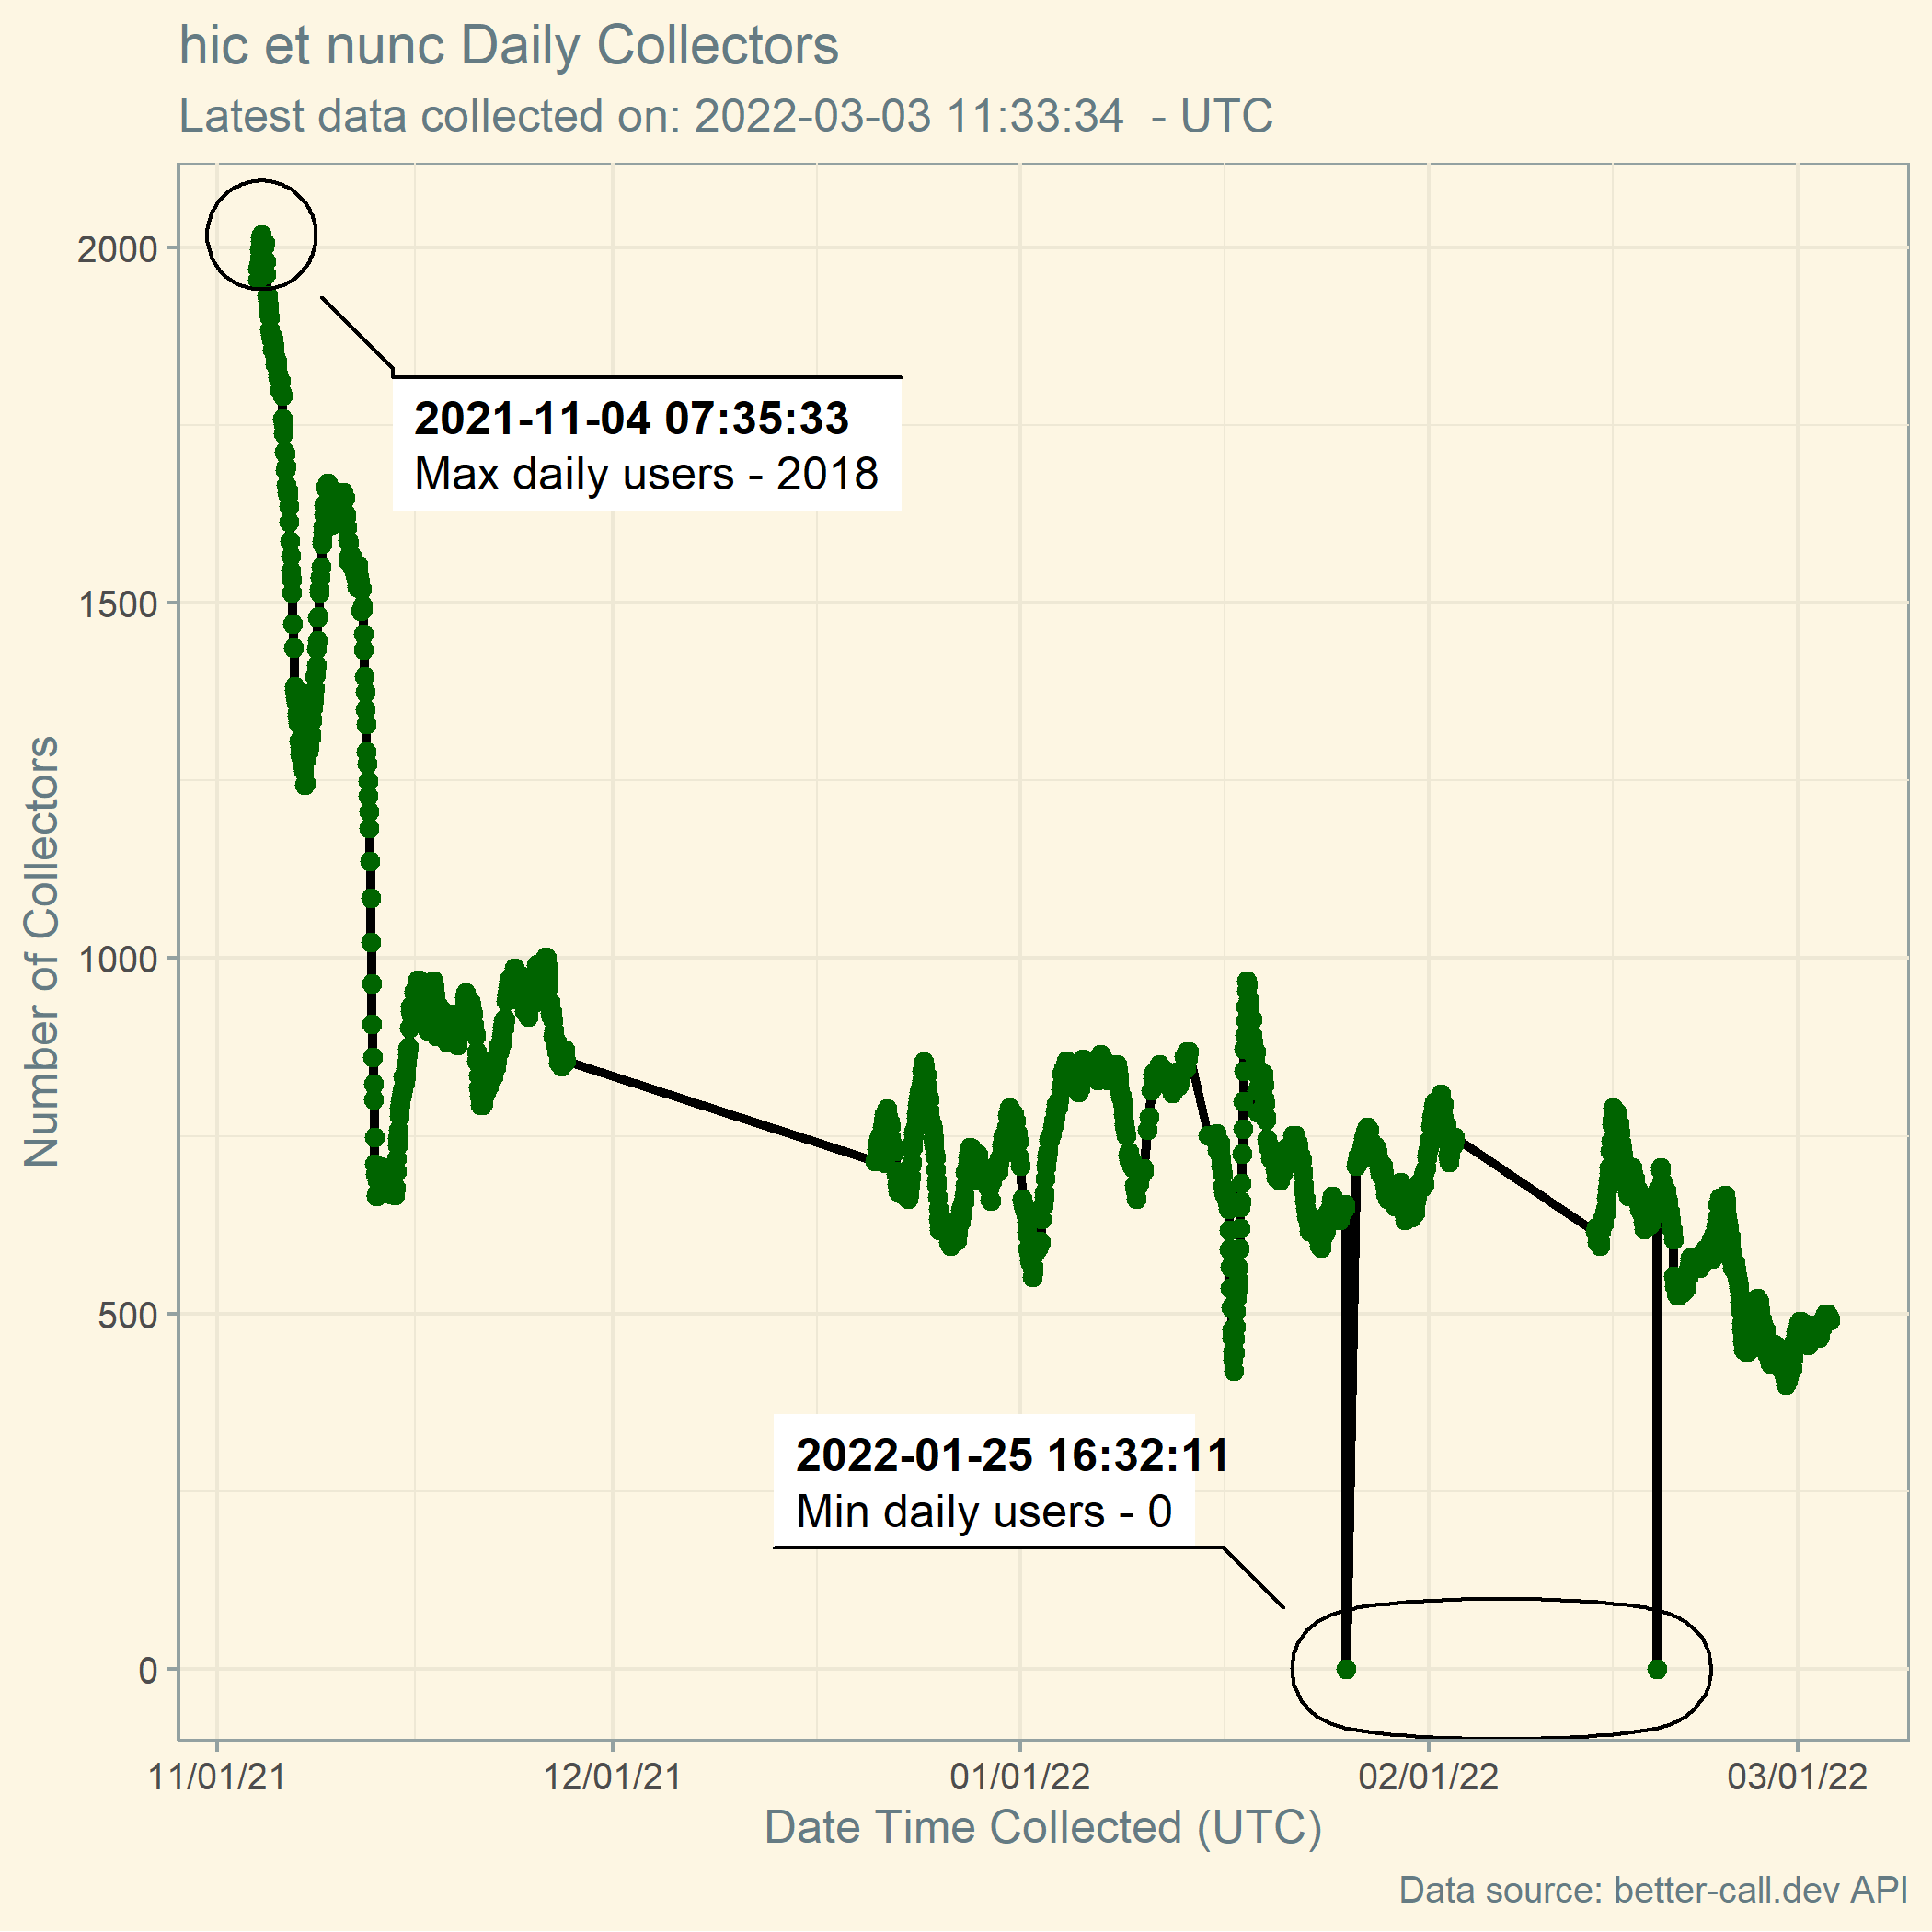 hic et nunc Daily Collectors
Latest data collected on: 2022-03-03 11:33:34 - UTC
2000
1500
1000
500
0
Number of Collectors
2021-11-04 07:35:33
Max daily users - 2018
2022-01-25 16:32:11
Min daily users - 0
11/01/21 12/01/21 01/01/22 02/01/22 03/01/22
Date Time Collected (UTC)
Data source: better-call.dev API